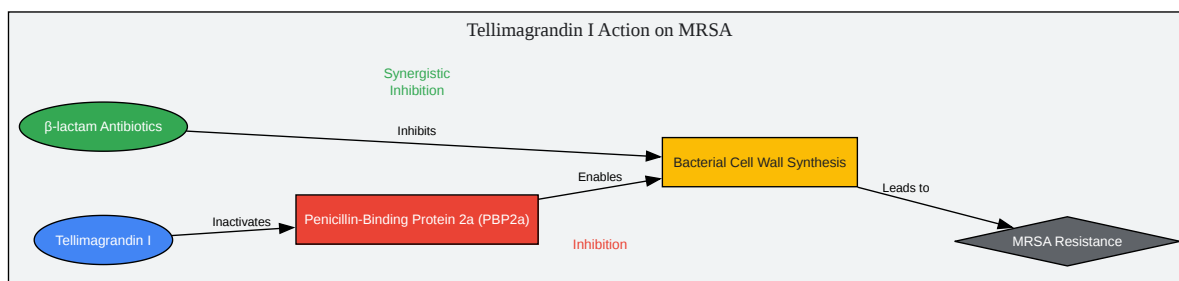 Tellimagrandin I Action on MRSA
Synergistic
Inhibition
β-lactam Antibiotics
Inhibits
Bacterial Cell Wall Synthesis
Enables
Leads to
Penicillin-Binding Protein 2a (PBP2a)
Inactivates
Tellimagrandin I
Inhibition
MRSA Resistance